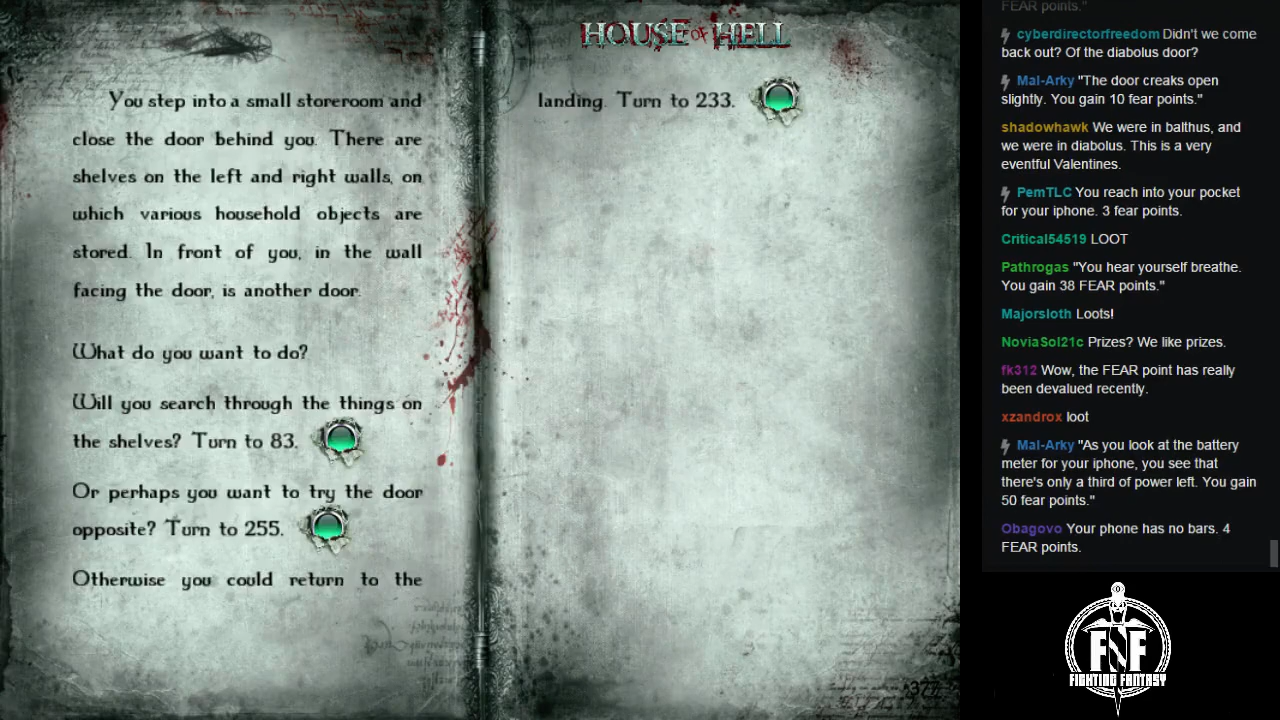 HOUSE OF HELL
You step into a small storeroom and
close the door behind you. There are
shelves on the left and right walls, on
which various household objects are
stored. In front of you, in the wall
facing the door, is another door.
What do you want to do?
Will you search through the things on
the shelves? Turn to 83.
Or perhaps you want to try the door
opposite? Turn to 255.
Otherwise you could return to the
landing. Turn to 233.
FEAR points."
cyberdirectorfreedom Didn't we come
back out? Of the diabolus door?
Mal-Arky "The door creaks open
slightly. You gain 10 fear points."
shadowhawk We were in balthus, and
we were in diabolus. This is a very
eventful Valentines.
PemTLC You reach into your pocket
for your iphone. 3 fear points.
Critical54519 LOOT
Pathrogas "You hear yourself breathe.
You gain 38 FEAR points."
Majorsloth Loots!
NoviaSol21c Prizes? We like prizes.
fk312 Wow, the FEAR point has really
been devalued recently.
xzandrox loot
Mal-Arky "As you look at the battery
meter for your iphone, you see that
there's only a third of power left. You gain
50 fear points."
Obagovo Your phone has no bars. 4
FEAR points.
FF
FIGHTING FANTASY